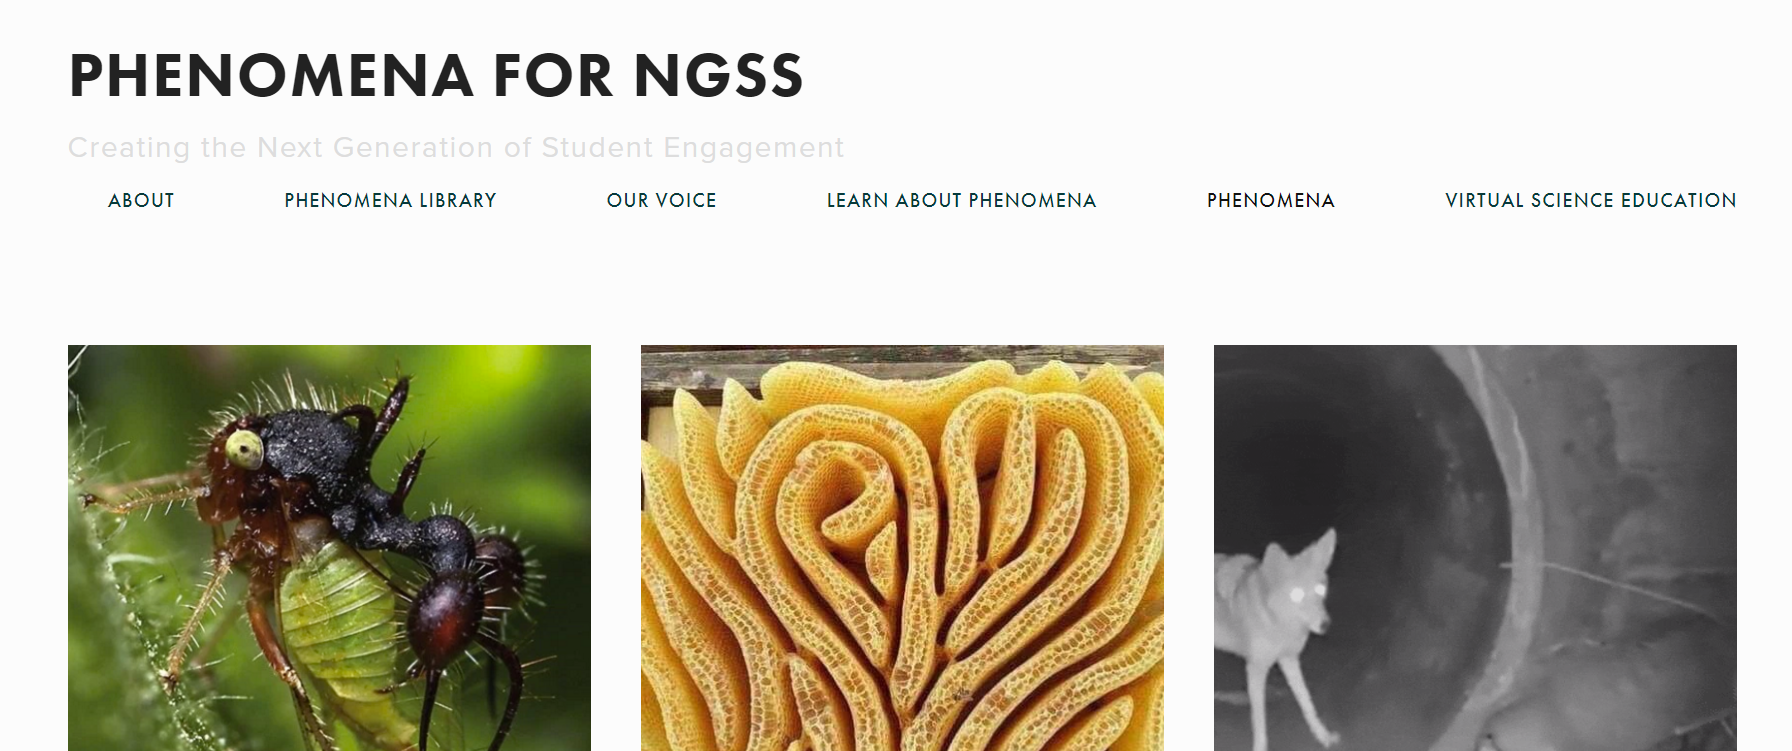 PHENOMENA FOR NGSS
Creating the Next Generation of Student Engagement
ABOUT PHENOMENA LIBRARY OUR VOICE LEARN ABOUT PHENOMENA PHENOMENA VIRTUAL SCIENCE EDUCATION